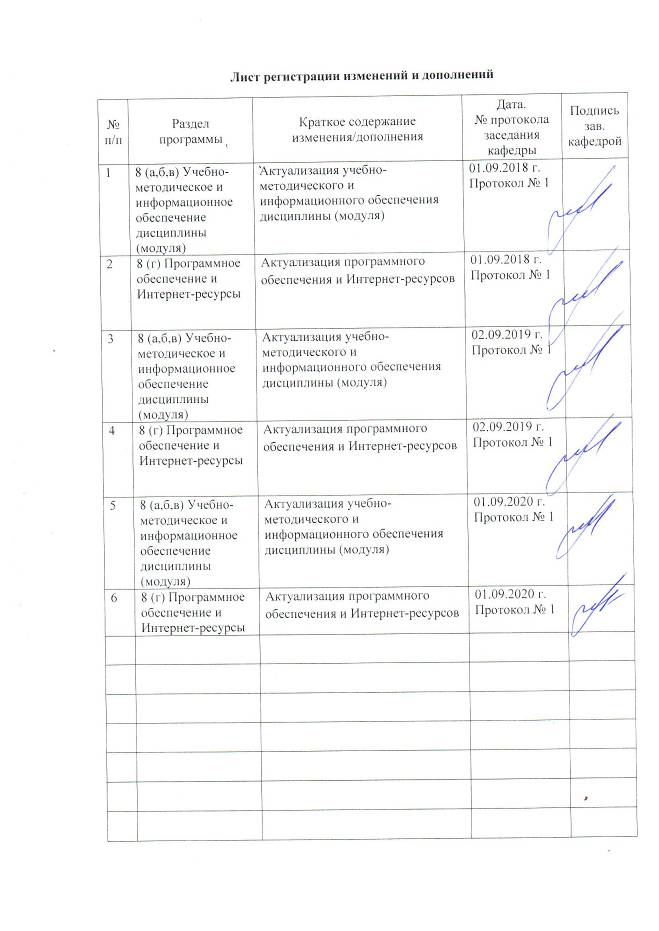 Лист регистрации изменений и дополнений
№
п/п
Раздел
программы
Краткое содержание
изменения/дополнения
Дата.
№ протокола
заседания
кафедры
Подпись
зав.
кафедрой
1
8 (а,б,в) Учебно-
методическое и
информационное
обеспечение
дисциплины
(модуля)
Актуализация учебно-
методического и
информационного обеспечения
дисциплины (модуля)
01.09.2018 г.
Протокол № 1
2
8 (г) Программное
обеспечение и
Интернет-ресурсы
Актуализация программного
обеспечения и Интернет-ресурсов
01.09.2018 г.
Протокол № 1
3
8 (а,б,в) Учебно-
методическое и
информационное
обеспечение
дисциплины
(модуля)
Актуализация учебно-
методического и
информационного обеспечения
дисциплины (модуля)
02.09.2019 г.
Протокол № 1
4
8 (г) Программное
обеспечение и
Интернет-ресурсы
Актуализация программного
обеспечения и Интернет-ресурсов
02.09.2019 г.
Протокол № 1
5
8 (а,б,в) Учебно-
методическое и
информационное
обеспечение
дисциплины
(модуля)
Актуализация учебно-
методического и
информационного обеспечения
дисциплины (модуля)
01.09.2020 г.
Протокол № 1
6
8 (г) Программное
обеспечение и
Интернет-ресурсы
Актуализация программного
обеспечения и Интернет-ресурсов
01.09.2020 г.
Протокол № 1